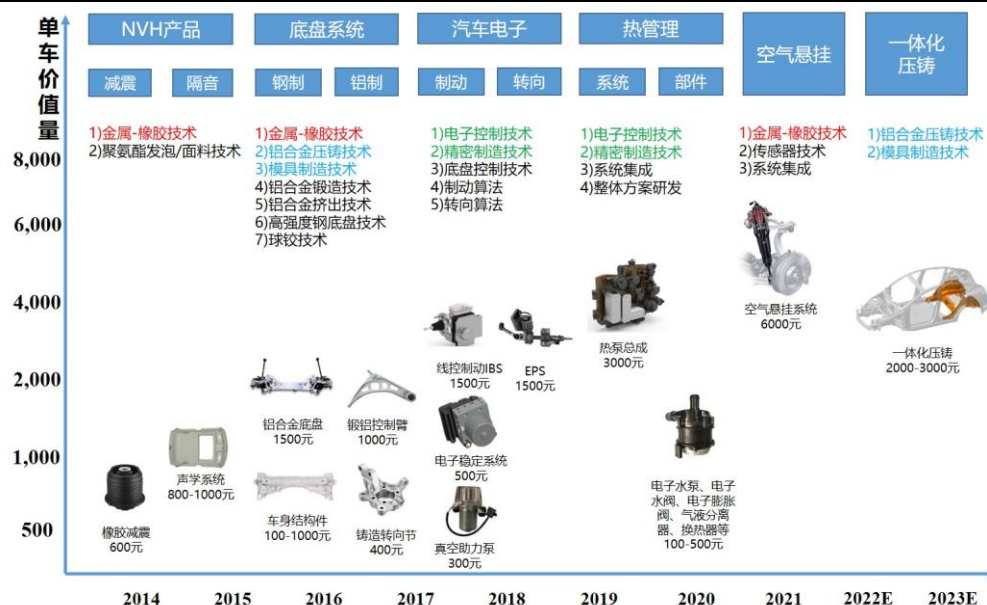 单车价值量
NVH产品
底盘系统
汽车电子
热管理
空气悬挂
一体化
压铸
减震
隔音
钢制
铝制
制动
转向
系统
部件
1)金属-橡胶技术
2)聚氨酯发泡/面料技术
1)金属-橡胶技术
2)铝合金压铸技术
3)模具制造技术
4)铝合金锻造技术
5)铝合金挤出技术
6)高强度钢底盘技术
7)球铰技术
1)电子控制技术
2)精密制造技术
3)底盘控制技术
4)制动算法
5)转向算法
1)电子控制技术
2)精密制造技术
3)系统集成
4)整体方案研发
1)金属-橡胶技术
2)传感器技术
3)系统集成
1)铝合金压铸技术
2)模具制造技术
8,000
6,000
4,000
2,000
1,000
500
空气悬挂系统
6000元
热泵总成
3000元
一体化压铸
2000-3000元
线控制动IBS
1500元
EPS
1500元
铝合金底盘
1500元
锻铝控制臂
1000元
电子稳定系统
500元
声学系统
800-1000元
橡胶减震
600元
车身结构件
100-1000元
铸造转向节
400元
真空助力泵
300元
电子水泵、电子
水阀、电子膨胀
阀、气液分离
器、换热器等
100-500元
2014
2015
2016
2017
2018
2019
2020
2021
2022E
2023E